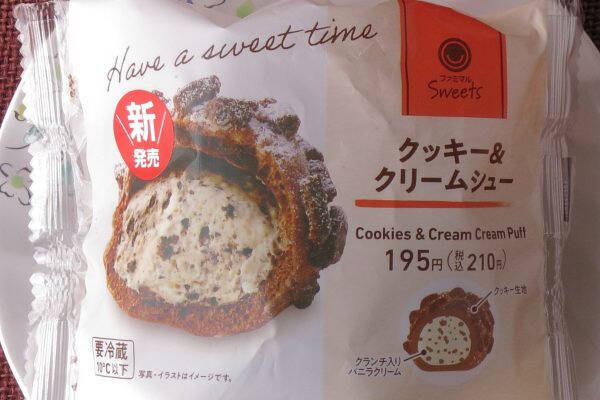 Have a sweet time
ファミマル
Sweets
新
発売
クッキー&
クリームシュー
Cookies & Cream Cream Puff
195円(税込210円)
クッキー生地
クランチ入り
バニラクリーム
要冷蔵
10℃以下
写真・イラストはイメージです。